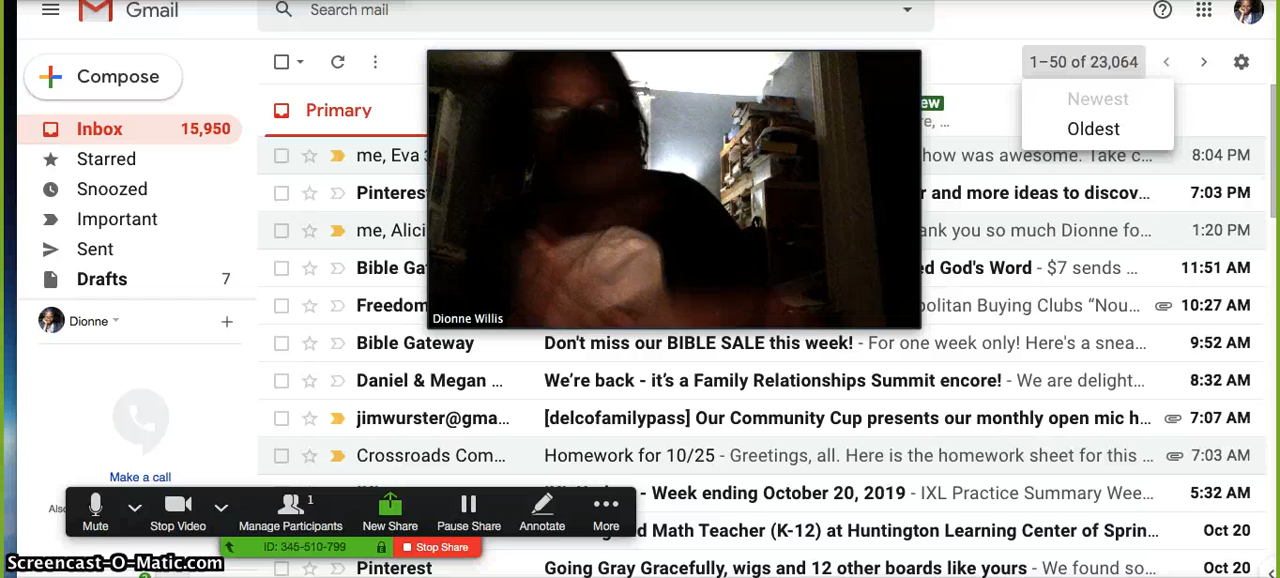 Gmail
Search mail
Compose
1–50 of 23,064
Newest
Oldest
Primary
Inbox 15,950
Starred
Snoozed
Important
Sent
Drafts 7
Dionne
Make a call
me, Eva how was awesome. Take c... 8:04 PM
Pinterest r and more ideas to discov... 7:03 PM
me, Alici ank you so much Dionne fo... 1:20 PM
Bible Ga ed God's Word - $7 sends ... 11:51 AM
Freedom politan Buying Clubs “Nou... 10:27 AM
Dionne Willis
Bible Gateway Don't miss our BIBLE SALE this week! - For one week only! Here's a snea... 9:52 AM
Daniel & Megan ... We’re back - it’s a Family Relationships Summit encore! - We are delight... 8:32 AM
jimwurster@gma... [delcofamilypass] Our Community Cup presents our monthly open mic h... 7:07 AM
Crossroads Com... Homework for 10/25 - Greetings, all. Here is the homework sheet for this ... 7:03 AM
- Week ending October 20, 2019 - IXL Practice Summary Wee... 5:32 AM
d Math Teacher (K-12) at Huntington Learning Center of Sprin... Oct 20
Pinterest Going Gray Gracefully, wigs and 12 other boards like yours - We found so... Oct 20
Mute
Stop Video
1
Manage Participants
New Share
Pause Share
Annotate
More
ID: 345-510-799
Stop Share
Screencast-O-Matic.com